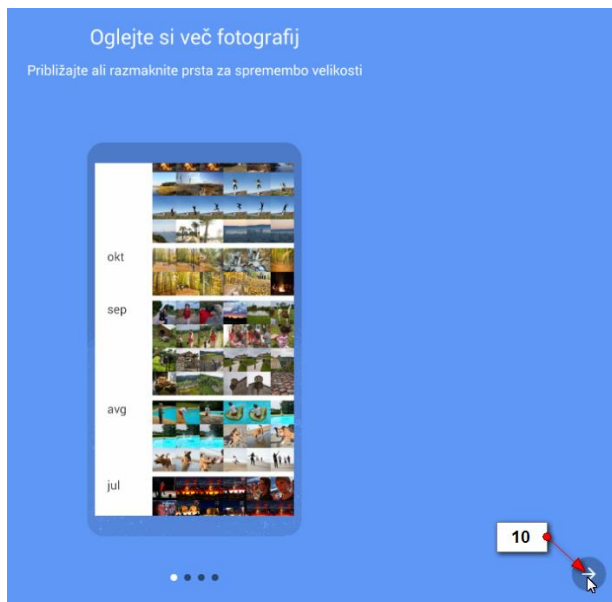 Oglejte si več fotografij
Približajte ali razmaknite prsta za spremembo velikosti
okt
sep
avg
jul
10